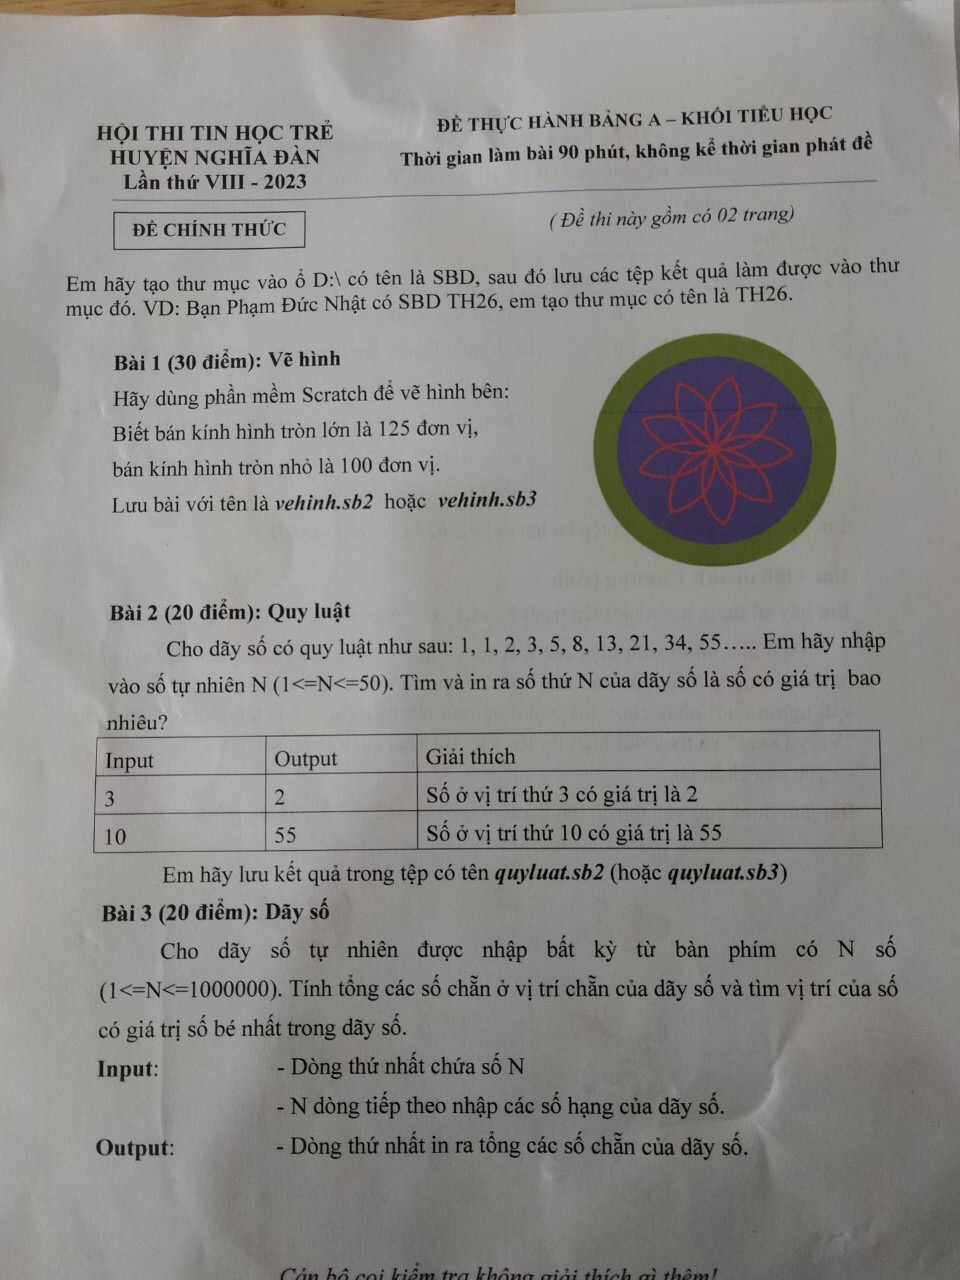 HỘI THI TIN HỌC TRẺ
HUYỆN NGHĨA ĐÀN
Lần thứ VIII - 2023
ĐỀ CHÍNH THỨC
ĐỀ THỰC HÀNH BẢNG A – KHỐI TIỂU HỌC
Thời gian làm bài 90 phút, không kể thời gian phát đề
( Đề thi này gồm có 02 trang)
Em hãy tạo thư mục vào ổ D:\ có tên là SBD, sau đó lưu các tệp kết quả làm được vào thư
mục đó. VD: Bạn Phạm Đức Nhật có SBD TH26, em tạo thư mục có tên là TH26.
Bài 1 (30 điểm): Vẽ hình
Hãy dùng phần mềm Scratch để vẽ hình bên:
Biết bán kính hình tròn lớn là 125 đơn vị,
bán kính hình tròn nhỏ là 100 đơn vị.
Lưu bài với tên là vehinh.sb2 hoặc vehinh.sb3
Bài 2 (20 điểm): Quy luật
Cho dãy số có quy luật như sau: 1, 1, 2, 3, 5, 8, 13, 21, 34, 55….. Em hãy nhập
vào số tự nhiên N (1<=N<=50). Tìm và in ra số thứ N của dãy số là số có giá trị bao
nhiêu?
Input Output Giải thích
3 2 Số ở vị trí thứ 3 có giá trị là 2
10 55 Số ở vị trí thứ 10 có giá trị là 55
Em hãy lưu kết quả trong tệp có tên quyluat.sb2 (hoặc quyluat.sb3)
Bài 3 (20 điểm): Dãy số
Cho dãy số tự nhiên được nhập bất kỳ từ bàn phím có N số
(1<=N<=1000000). Tính tổng các số chẵn ở vị trí chẵn của dãy số và tìm vị trí của số
có giá trị số bé nhất trong dãy số.
Input: - Dòng thứ nhất chứa số N
- N dòng tiếp theo nhập các số hạng của dãy số.
Output: - Dòng thứ nhất in ra tổng các số chẵn của dãy số.
Cán bộ coi kiểm tra không giải thích gì thêm!